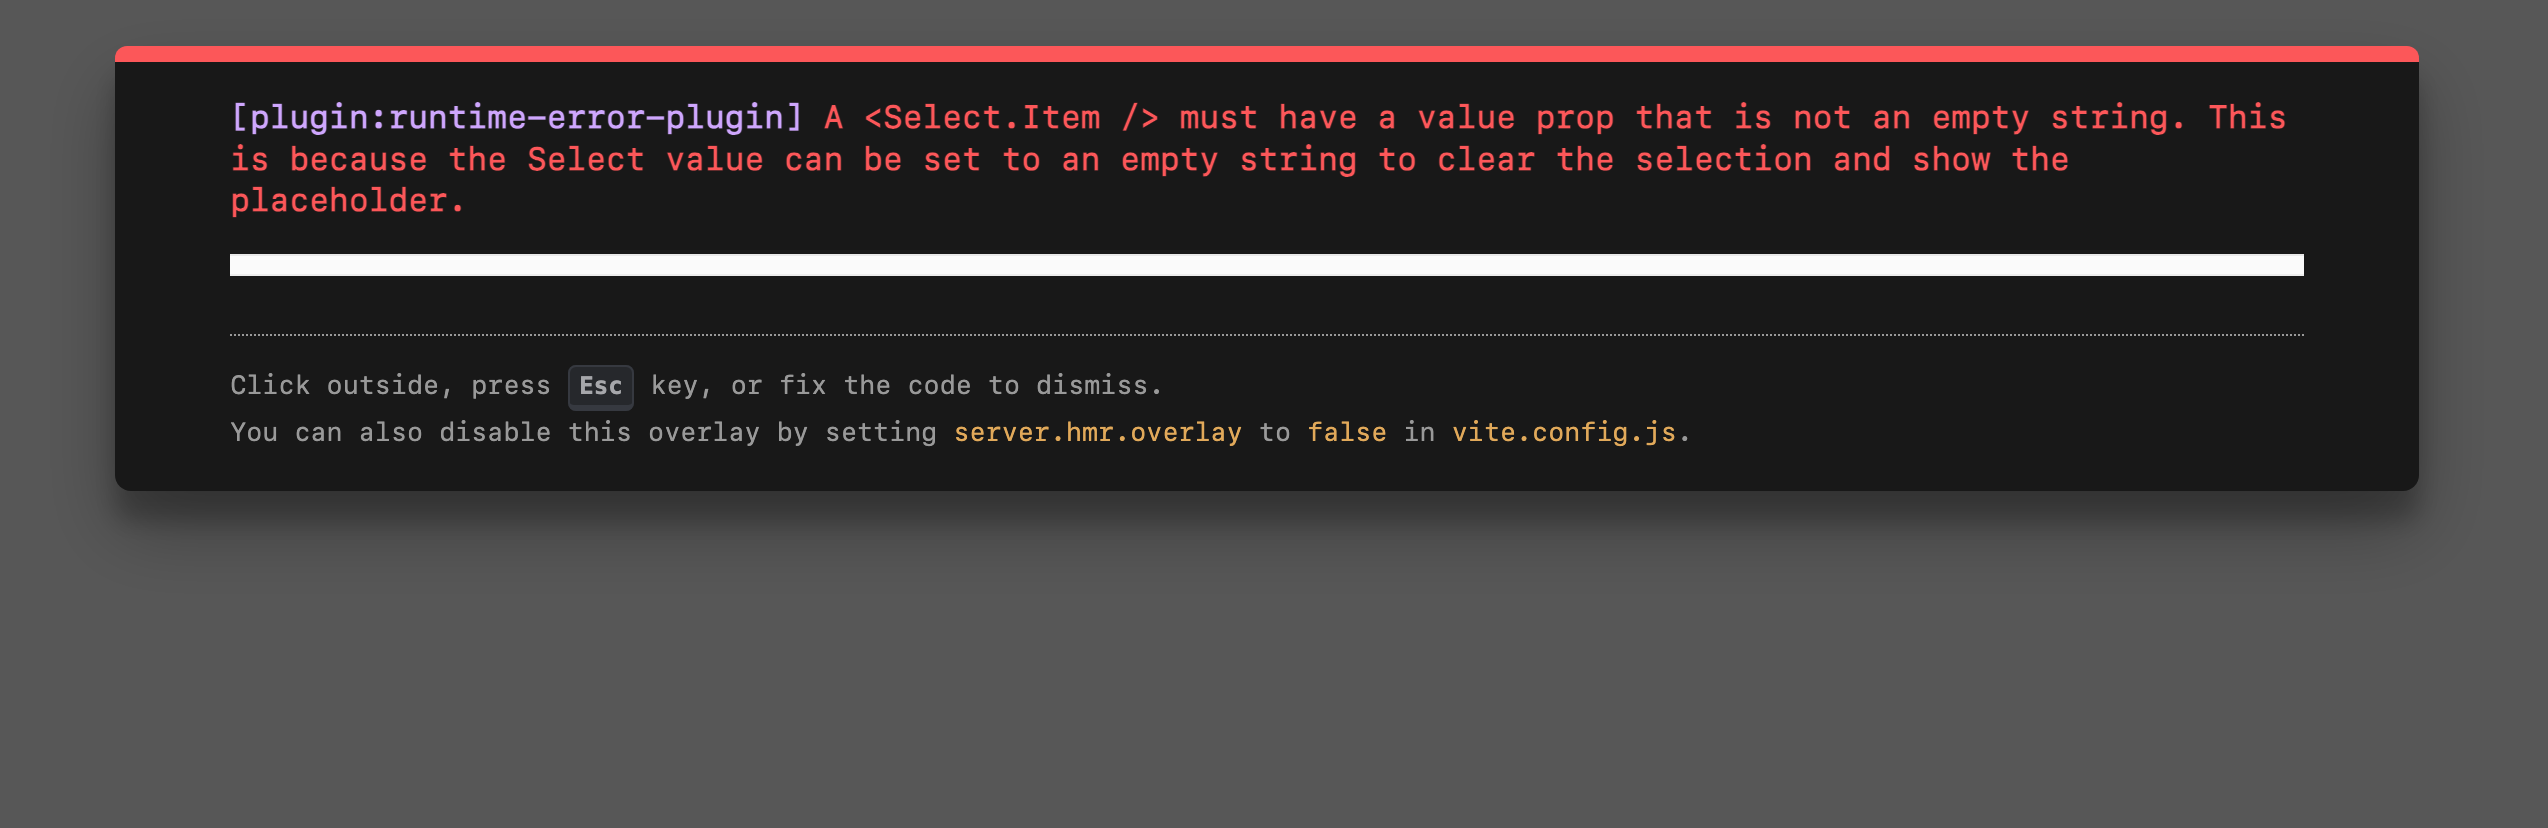 [plugin:runtime-error-plugin] A <Select.Item /> must have a value prop that is not an empty string. This
is because the Select value can be set to an empty string to clear the selection and show the
placeholder.
Click outside, press Esc key, or fix the code to dismiss.
You can also disable this overlay by setting server.hmr.overlay to false in vite.config.js.